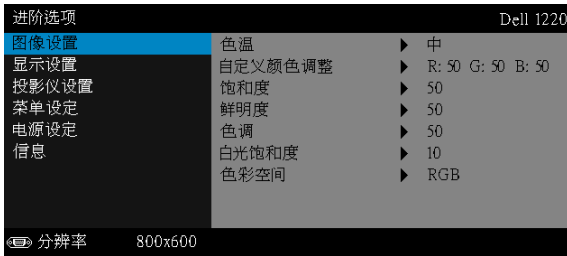 进阶选项 Dell 1220
图像设置 色温 中
显示设置 自定义颜色调整 R: 50 G: 50 B: 50
投影仪设置 饱和度 50
菜单设定 鲜明度 50
电源设定 色调 50
信息 白光饱和度 10
色彩空间 RGB
分辨率 800x600